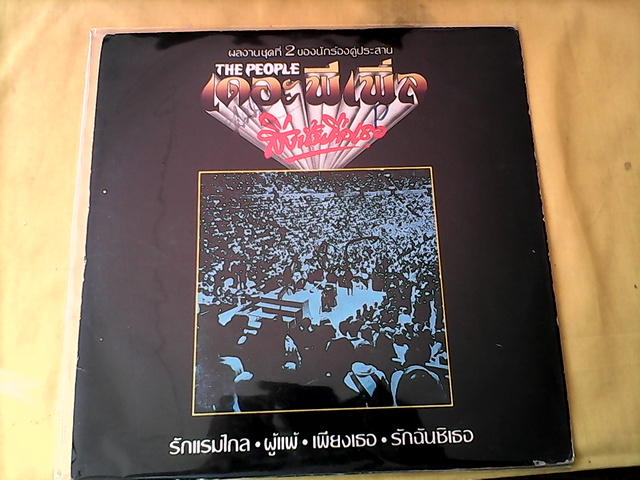 ผลงานชุดที่ 2 ของนักร้องคู่ประสาน
THE PEOPLE
เดอะพีเพิ่ล
รักแรมไกล • ผู้แพ้ • เพียงเธอ • รักฉันซิเธอ